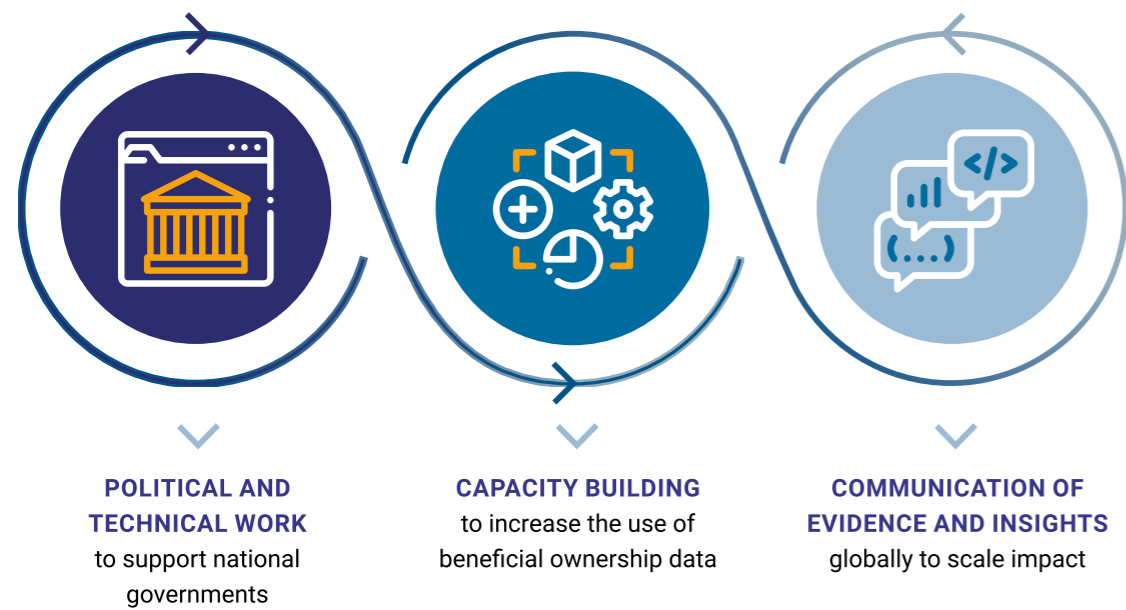 </>
(...)
POLITICAL AND
TECHNICAL WORK
to support national
governments
CAPACITY BUILDING
to increase the use of
beneficial ownership data
COMMUNICATION OF
EVIDENCE AND INSIGHTS
globally to scale impact